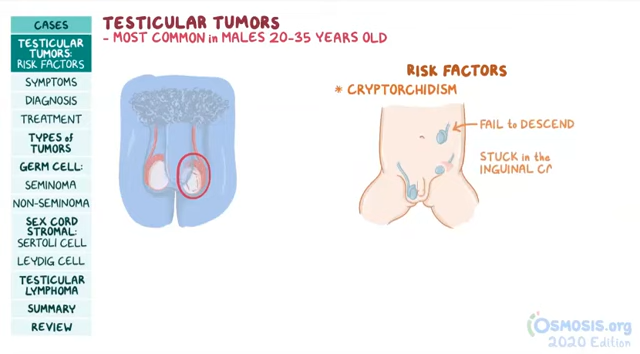 CASES
TESTICULAR
TUMORS:
RISK FACTORS
SYMPTOMS
DIAGNOSIS
TREATMENT
TYPES of
TUMORS
GERM CELL:
SEMINOMA
NON-SEMINOMA
SEX CORD
STROMAL:
SERTOLI CELL
LEYDIG CELL
TESTICULAR
LYMPHOMA
SUMMARY
REVIEW
TESTICULAR TUMORS
- MOST COMMON in MALES 20-35 YEARS OLD
RISK FACTORS
* CRYPTORCHIDISM
FAIL to DESCEND
STUCK in the
INGUINAL CA
OSMOSIS.org
2020 Edition